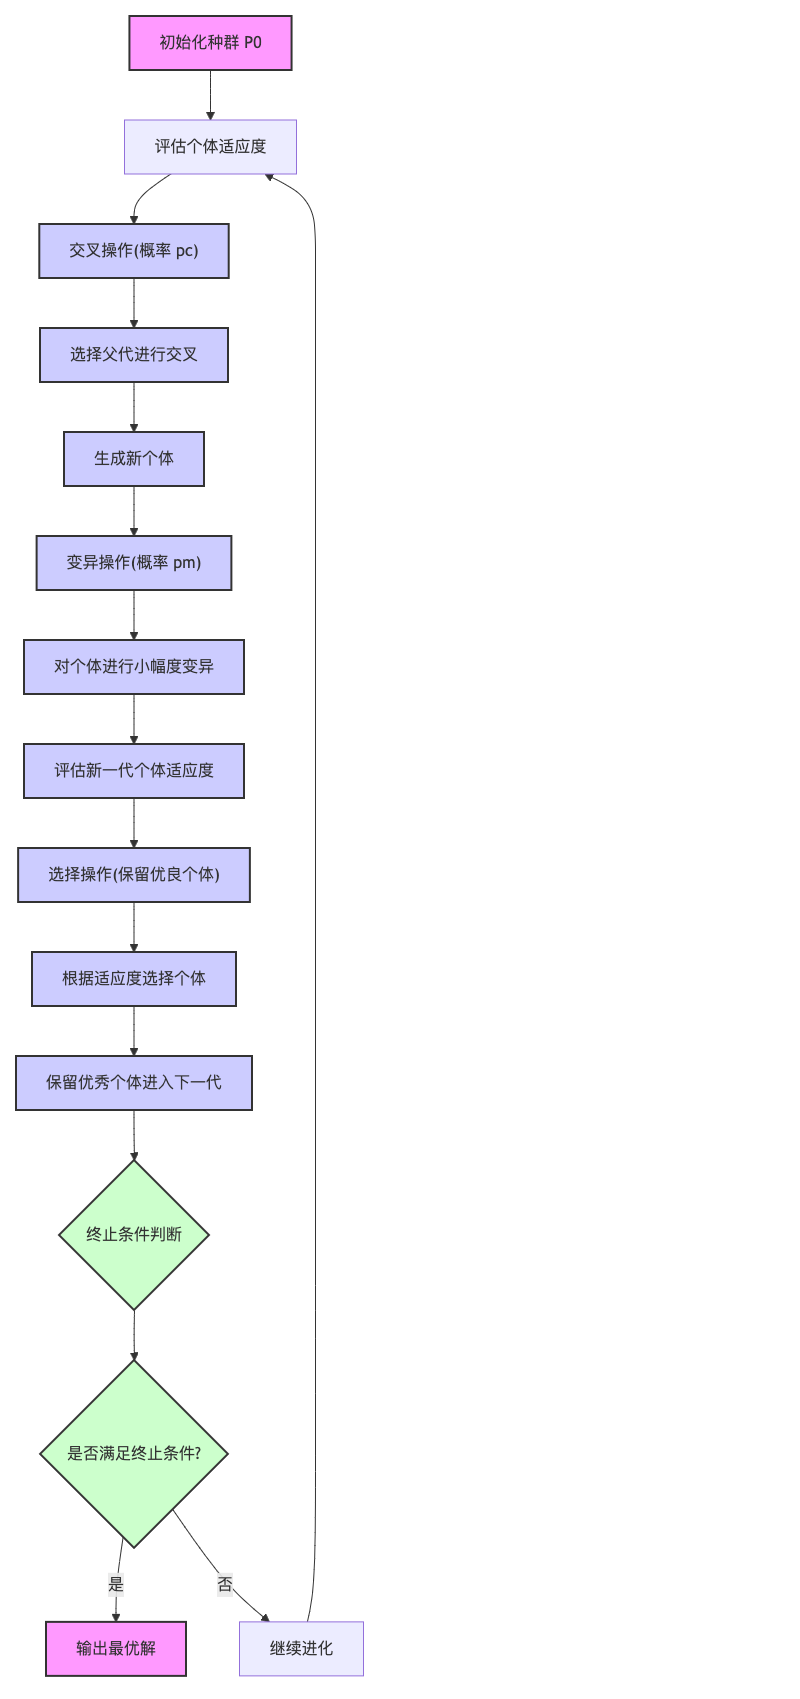 初始化种群 P0
评估个体适应度
交叉操作(概率 pc)
选择父代进行交叉
生成新个体
变异操作(概率 pm)
对个体进行小幅度变异
评估新一代个体适应度
选择操作(保留优良个体)
根据适应度选择个体
保留优秀个体进入下一代
终止条件判断
是否满足终止条件?
是
否
输出最优解
继续进化